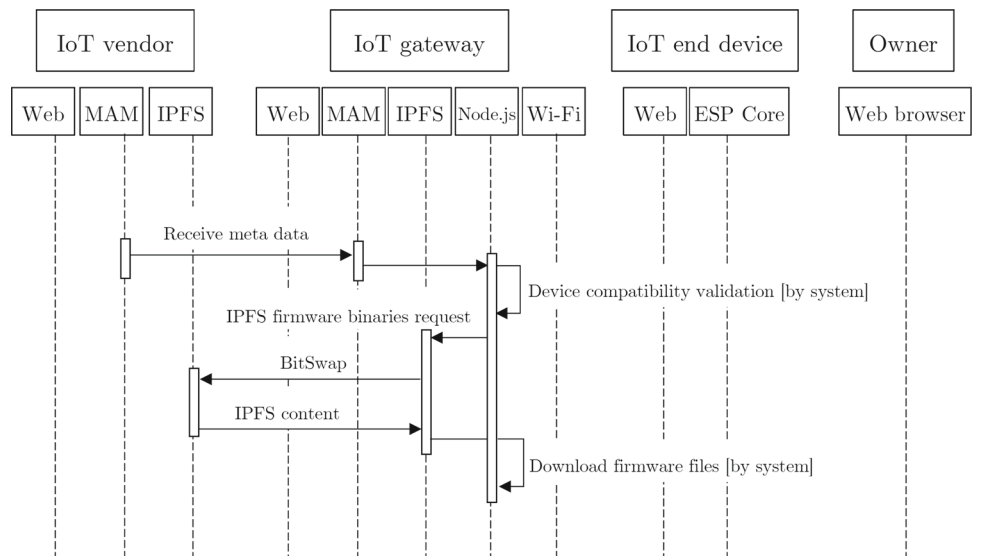 IoT vendor
IoT gateway
IoT end device
Owner
Web
MAM
IPFS
Web
MAM
IPFS
Node.js
Wi-Fi
Web
ESP Core
Web browser
Receive meta data
Device compatibility validation [by system]
IPFS firmware binaries request
BitSwap
IPFS content
Download firmware files [by system]